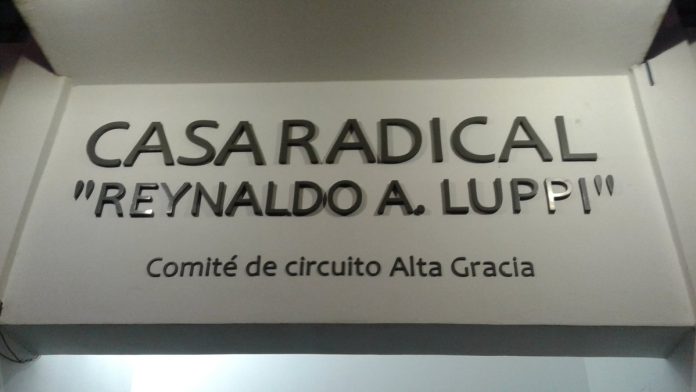 CASA RADICAL
"REYNALDO A. LUPPI"
Comité de circuito Alta Gracia